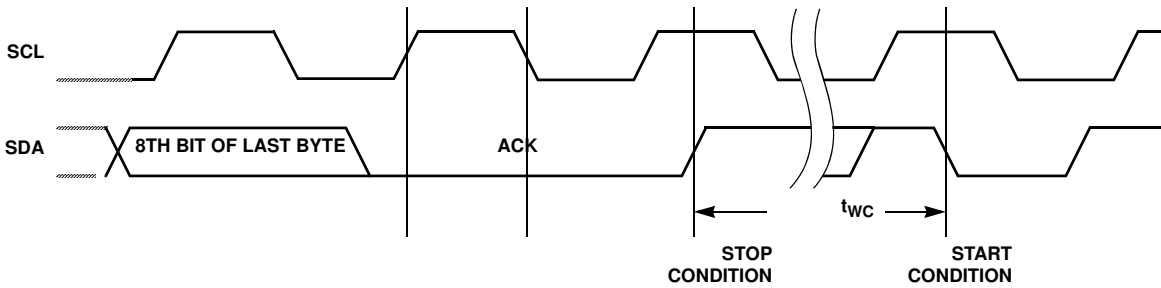 SCL
SDA
8TH BIT OF LAST BYTE
ACK
tWC
STOP
CONDITION
START
CONDITION